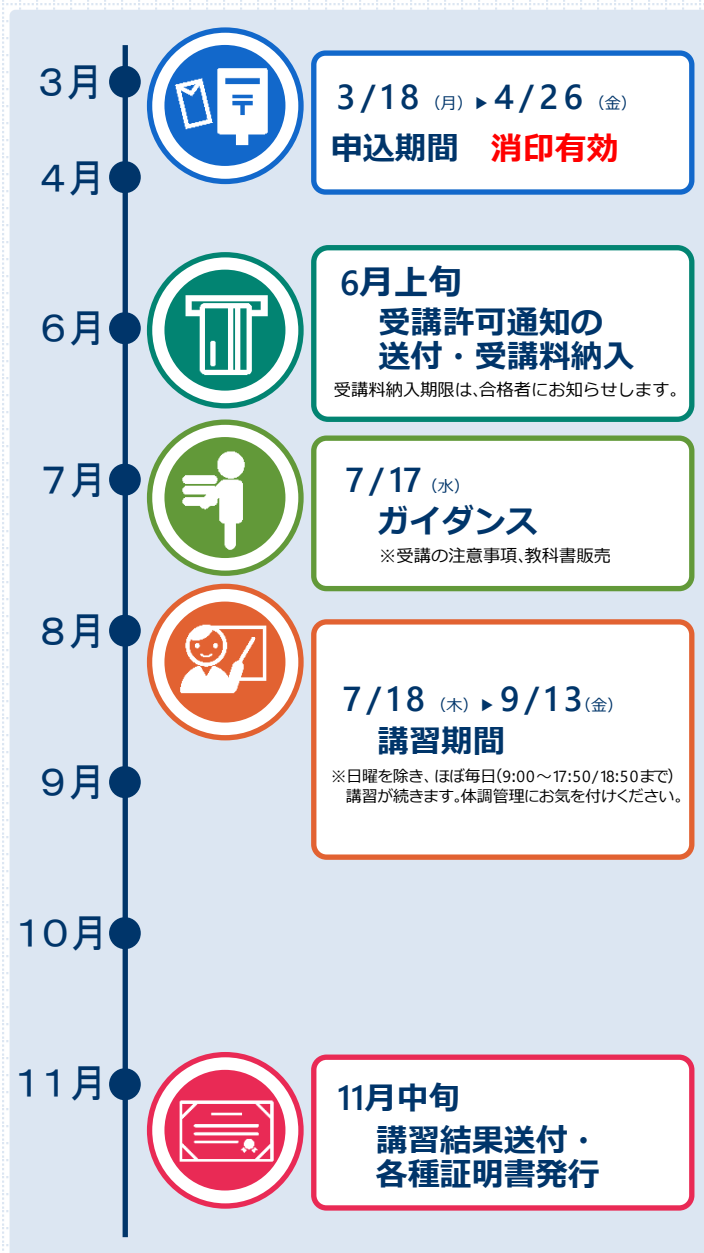 3月
3/18（月）▶4/26（金）
申込期間　消印有効
4月
6月
6月上旬
受講許可通知の
送付・受講料納入
受講料納入期限は、合格者にお知らせします。
7月
7/17（水）
ガイダンス
※受講の注意事項、教科書販売
8月
7/18（木）▶9/13（金）
講習期間
※日曜を除き、ほぼ毎日(9:00～17:50/18:50まで)
講習が続きます。体調管理にお気を付けください。
9月
10月
11月
11月中旬
講習結果送付・
各種証明書発行